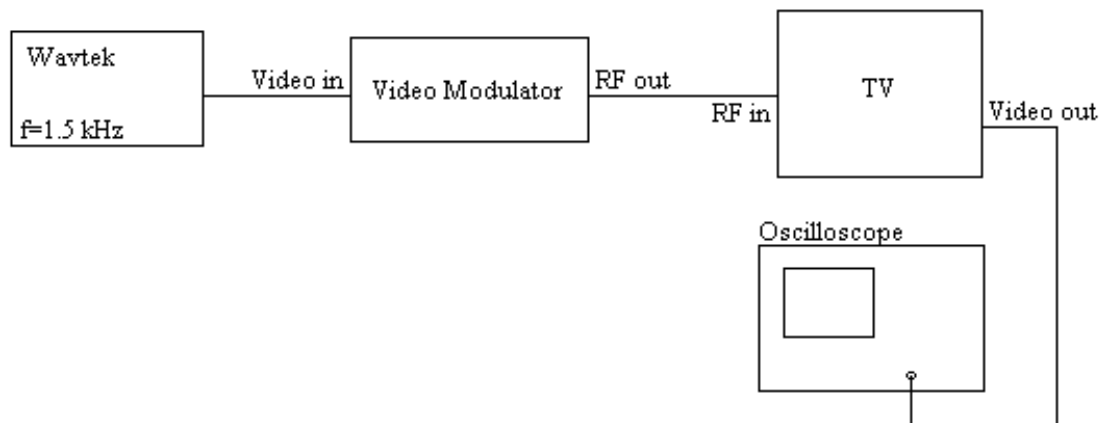 Wavtek
f=1.5 kHz
Video in
Video Modulator
RF out
RF in
TV
Video out
Oscilloscope